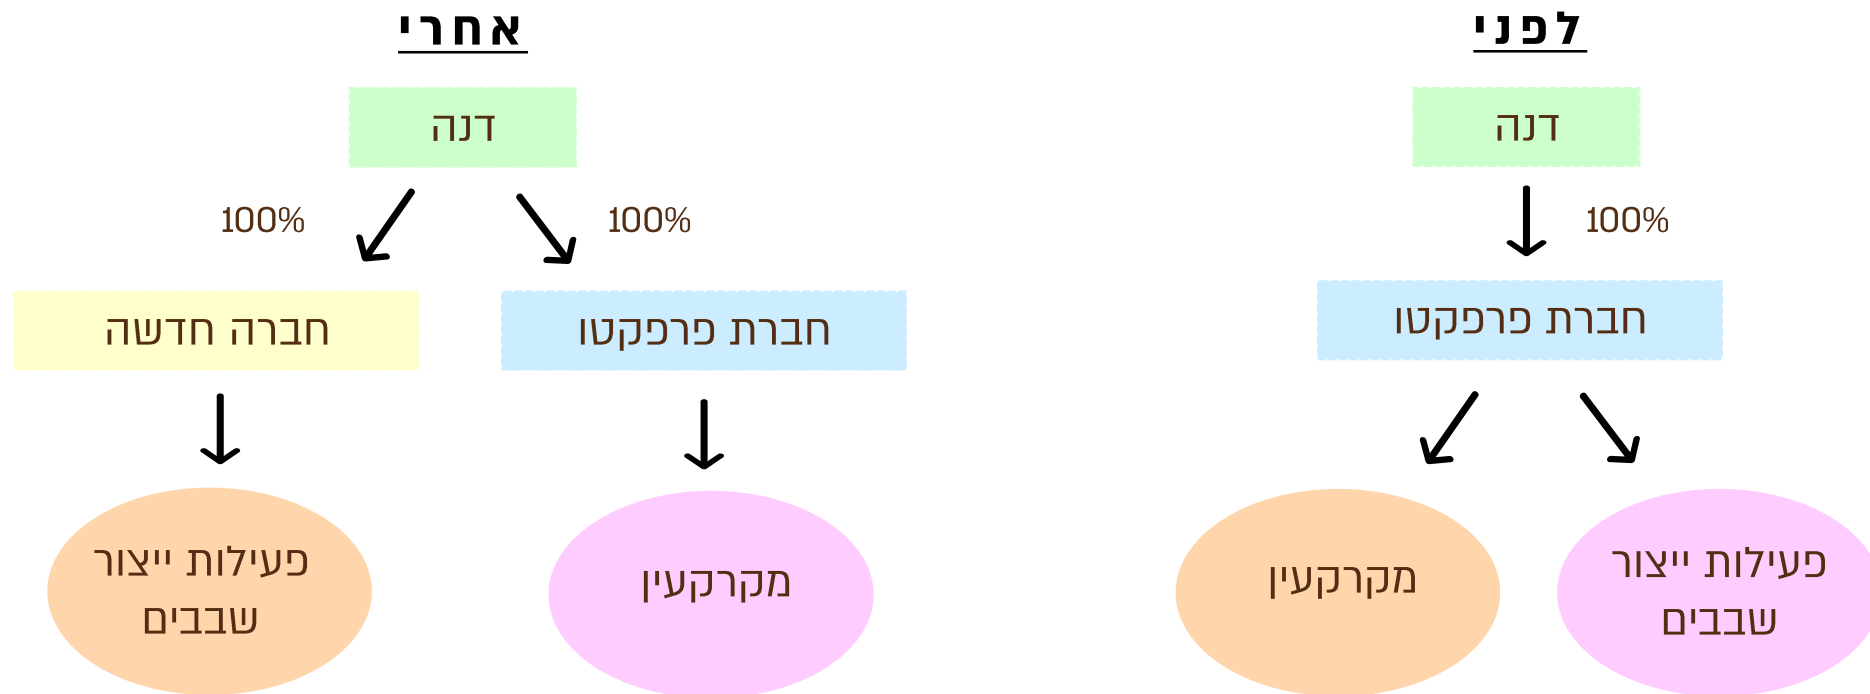 לפני
דנה
100%
חברת פרפקטו
פעילות ייצור
שבבים
מקרקעין
אחרי
דנה
100%
100%
חברת פרפקטו
חברה חדשה
מקרקעין
פעילות ייצור
שבבים